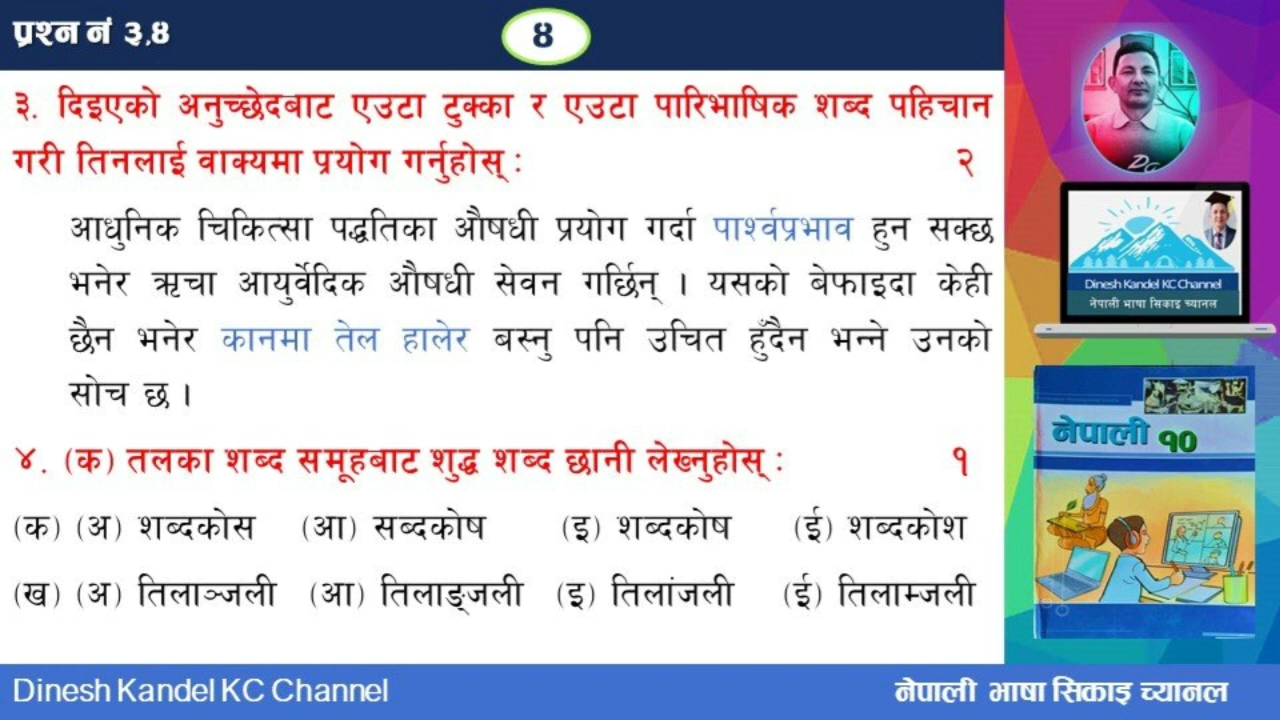 प्रश्न नं ३,४
8
३. दिइएको अनुच्छेदबाट एउटा टुक्का र एउटा पारिभाषिक शब्द पहिचान
गरी तिनलाई वाक्यमा प्रयोग गर्नुहोस् : २
आधुनिक चिकित्सा पद्धतिका औषधी प्रयोग गर्दा पार्श्वप्रभाव हुन सक्छ
भनेर ऋचा आयुर्वेदिक औषधी सेवन गर्छिन् । यसको बेफाइदा केही
छैन भनेर कानमा तेल हालेर बस्नु पनि उचित हुँदैन भन्ने उनको
सोच छ ।
४. (क) तलका शब्द समूहबाट शुद्ध शब्द छानी लेख्नुहोस् : १
(क) (अ) शब्दकोस (आ) सब्दकोष (इ) शब्दकोष (ई) शब्दकोश
(ख) (अ) तिलाञ्जली (आ) तिलाङ्जली (इ) तिलांजली (ई) तिलाम्जली
Dinesh Kandel KC Channel
नेपाली भाषा सिकाइ च्यानल
नेपाली १०
Dinesh Kandel KC Channel
नेपाली भाषा सिकाइ च्यानल